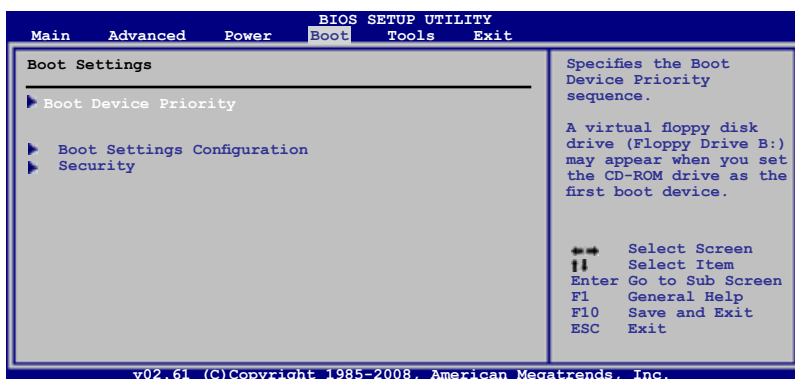 BIOS SETUP UTILITY
Main Advanced Power Boot Tools Exit
Boot Settings
Boot Device Priority
Boot Settings Configuration
Security
Specifies the Boot
Device Priority
sequence.
A virtual floppy disk
drive (Floppy Drive B:)
may appear when you set
the CD-ROM drive as the
first boot device.
←→ Select Screen
↑↓ Select Item
Enter Go to Sub Screen
F1 General Help
F10 Save and Exit
ESC Exit
v02.61 (C)Copyright 1985-2008, American Megatrends, Inc.